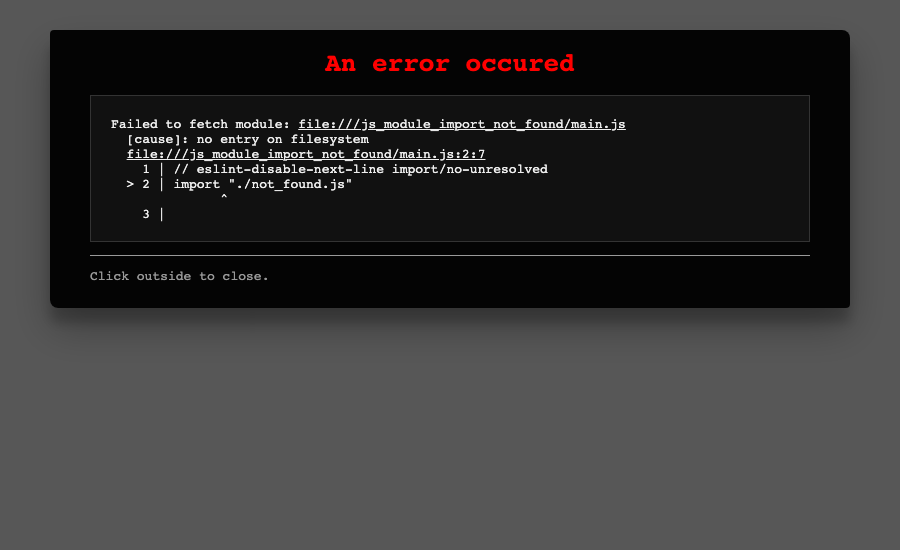 An error occured
Failed to fetch module: file:///js_module_import_not_found/main.js
[cause]: no entry on filesystem
file:///js_module_import_not_found/main.js:2:7
1 | // eslint-disable-next-line import/no-unresolved
> 2 | import "./not_found.js"
^
3 |
Click outside to close.